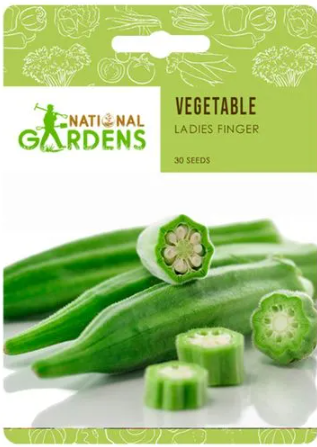 NATIONAL
GARDENS
VEGETABLE
LADIES FINGER
30 SEEDS